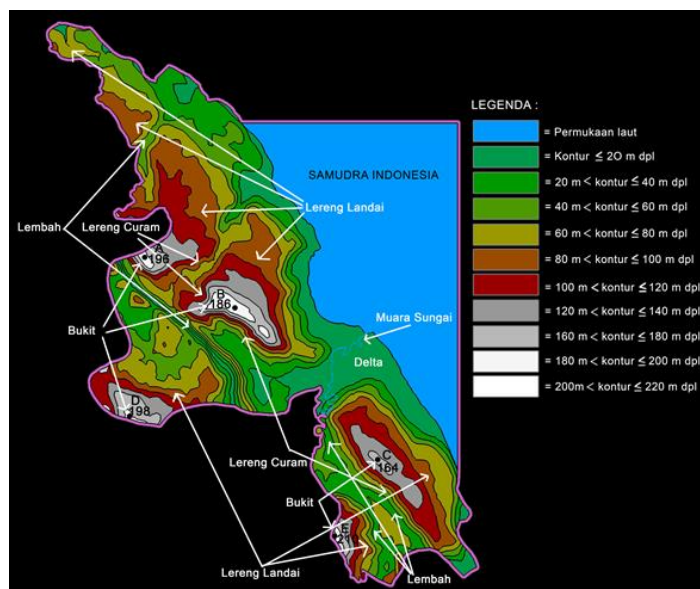 LEGENDA :
= Permukaan laut
= Kontur ≤ 20 m dpl
= 20 m < kontur ≤ 40 m dpl
= 40 m < kontur ≤ 60 m dpl
= 60 m < kontur ≤ 80 m dpl
= 80 m < kontur ≤ 100 m dpl
= 100 m < kontur ≤ 120 m dpl
= 120 m < kontur ≤ 140 m dpl
= 160 m < kontur ≤ 180 m dpl
= 180 m < kontur ≤ 200 m dpl
= 200m < kontur ≤ 220 m dpl
SAMUDRA INDONESIA
Lereng Landai
Lembah
Lereng Curam
A
196
B
186
Bukit
Muara Sungai
Delta
D
198
Lereng Curam
C
164
Bukit
E
Lereng Landai
Lembah